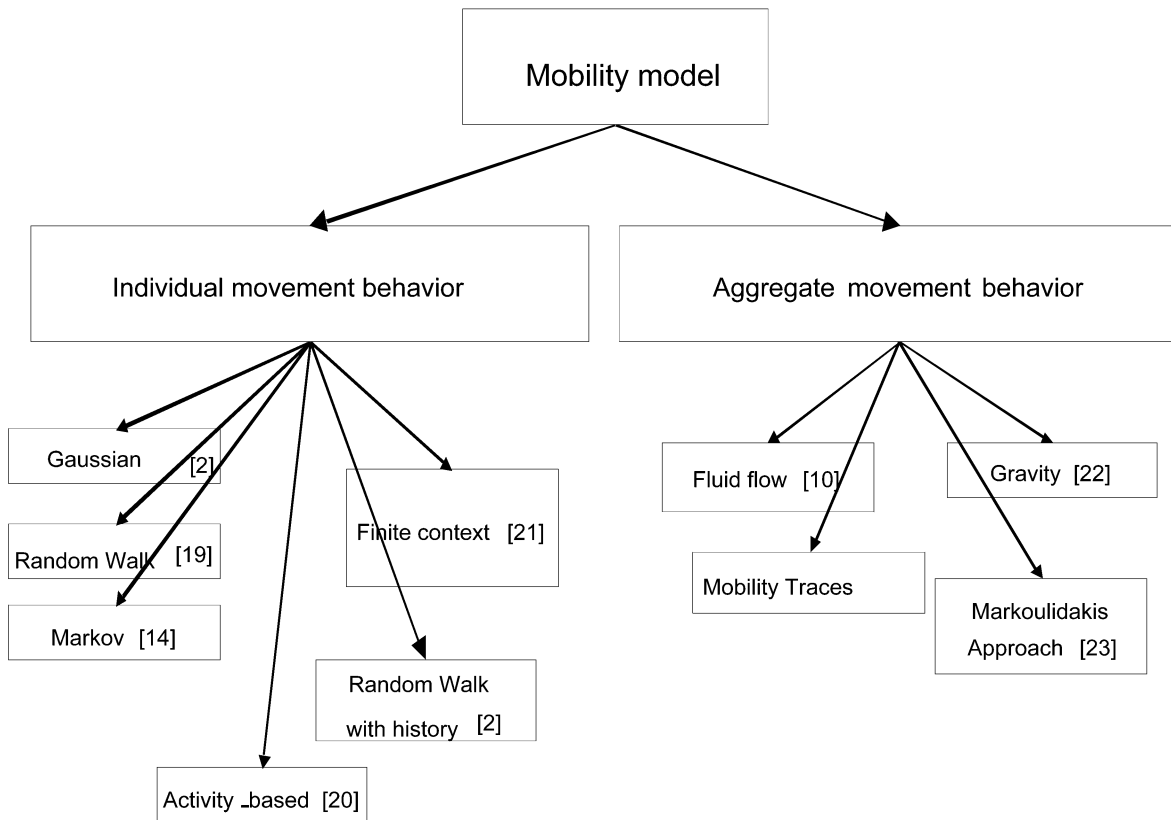 Mobility model
Individual movement behavior
Aggregate movement behavior
Gaussian [2]
Random Walk [19]
Markov [14]
Finite context [21]
Random Walk
with history [2]
Activity -based [20]
Fluid flow [10]
Gravity [22]
Mobility Traces
Markoulidakis
Approach [23]